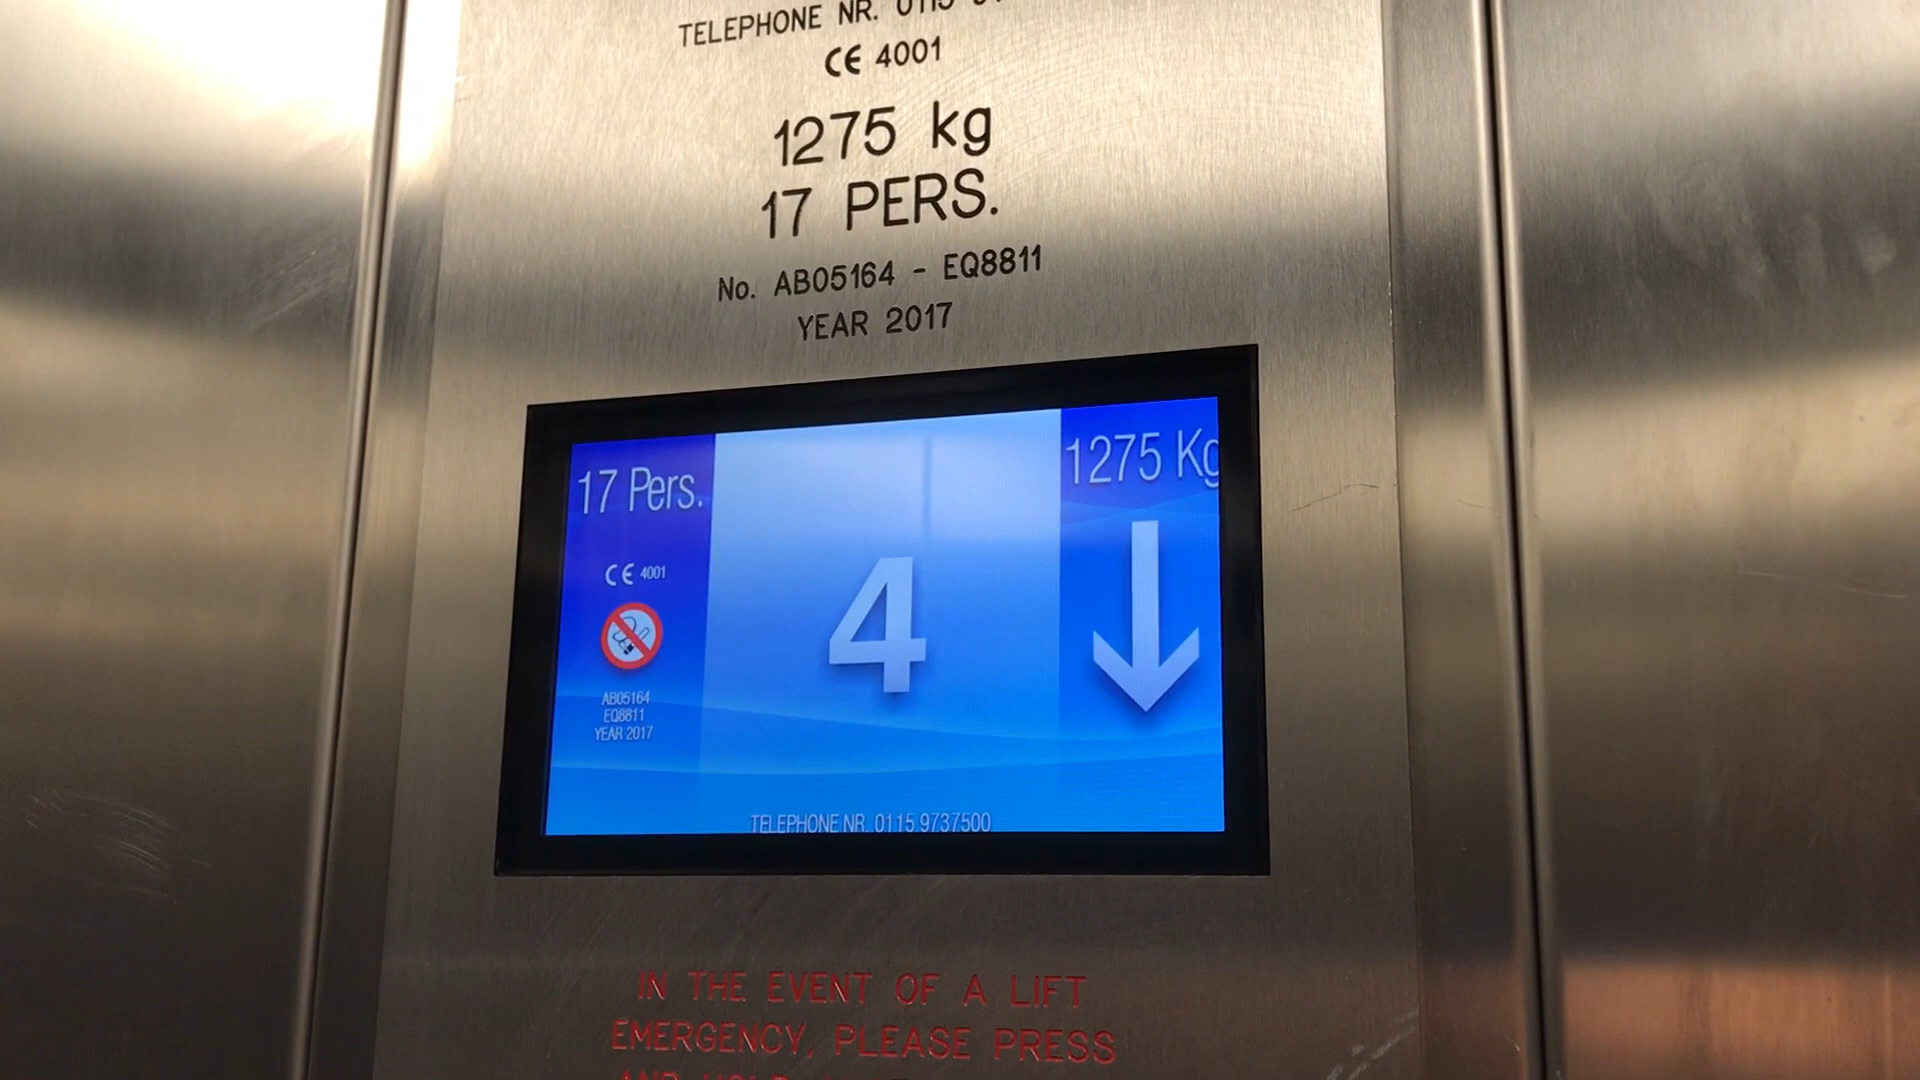 TELEPHONE NR. 0115
CE 4001
1275 kg
17 PERS.
No. AB05164 - EQ8811
YEAR 2017
17 Pers.
CE 4001
AB05164
EQ8811
YEAR 2017
4
1275 Kg
TELEPHONE NR. 0115 9737500
IN THE EVENT OF A LIFT
EMERGENCY, PLEASE PRESS